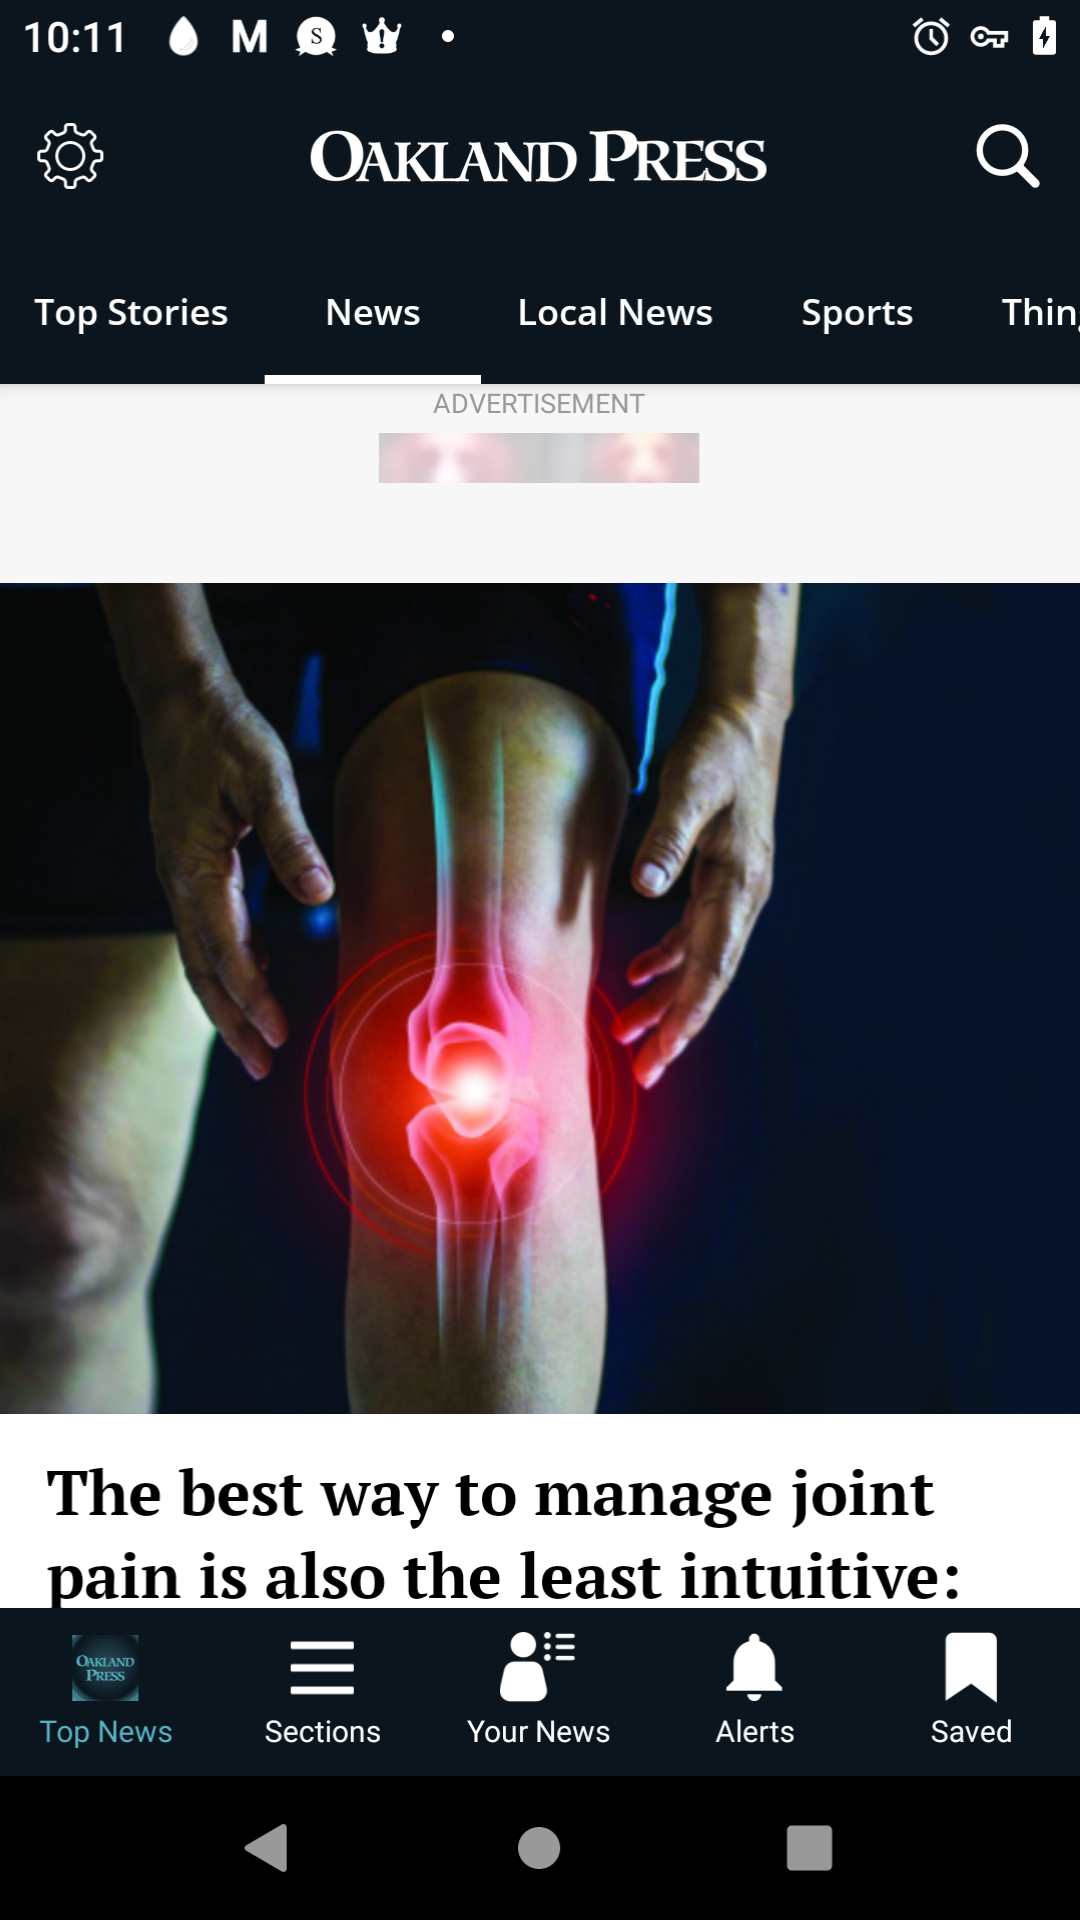 10:11
M
S
OAKLAND PRESS
Top Stories
News
Local News
Sports
Thin
ADVERTISEMENT
The best way to manage joint
pain is also the least intuitive:
OAKLAND
PRESS
Top News
Sections
Your News
Alerts
Saved